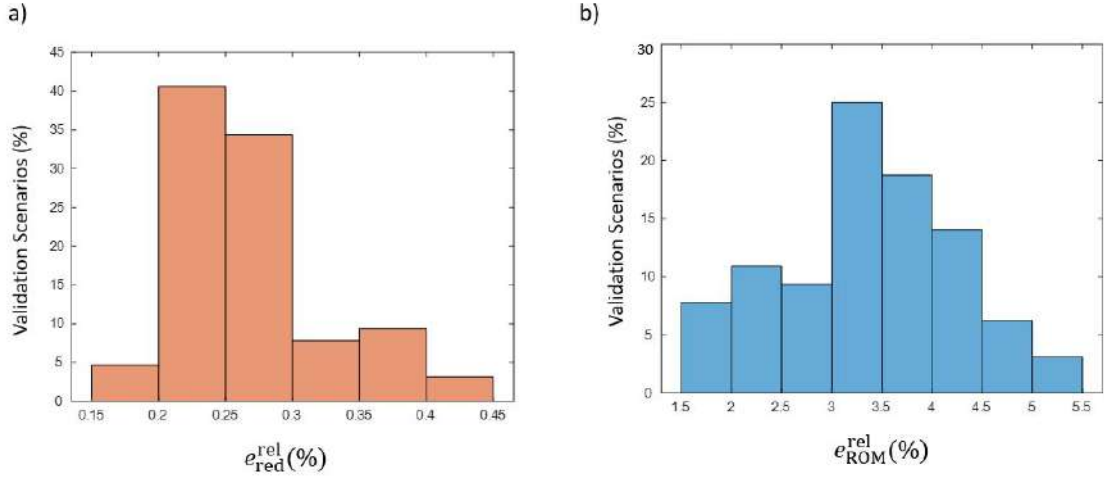 a)
45
40
35
30
25
20
15
10
5
0
Validation Scenarios (%)
0.15 0.2 0.25 0.3 0.35 0.4 0.45
e_red^rel(%)
b)
30
25
20
15
10
5
0
Validation Scenarios (%)
1.5 2 2.5 3 3.5 4 4.5 5 5.5
e_ROM^rel(%)